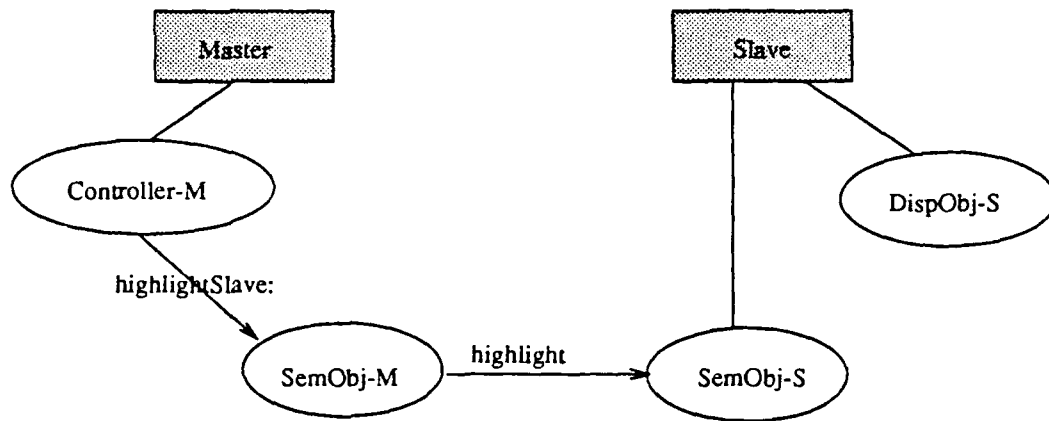 Master
Slave
Controller-M
DispObj-S
highlightSlave:
highlight
SemObj-M
SemObj-S